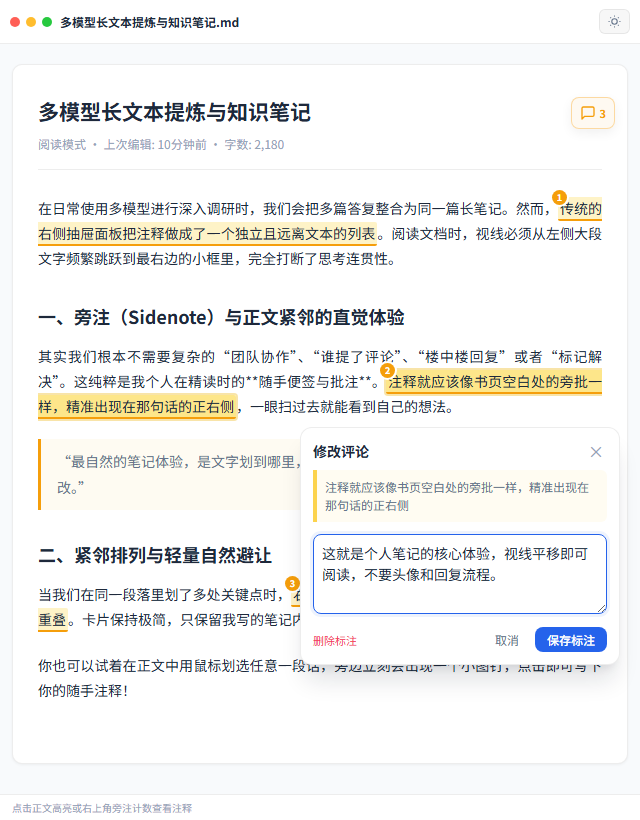 多模型长文本提炼与知识笔记.md
多模型长文本提炼与知识笔记
3
阅读模式 • 上次编辑: 10分钟前 • 字数: 2,180
1
在日常使用多模型进行深入调研时，我们会把多篇答复整合为同一篇长笔记。然而，传统的
右侧抽屉面板把注释做成了一个独立且远离文本的列表。阅读文档时，视线必须从左侧大段
文字频繁跳跃到最右边的小框里，完全打断了思考连贯性。
一、旁注（Sidenote）与正文紧邻的直觉体验
其实我们根本不需要复杂的“团队协作”、“谁提了评论”、“楼中楼回复”或者“标记解
2
决”。这纯粹是我个人在精读时的**随手便签与批注**。注释就应该像书页空白处的旁批一
样，精准出现在那句话的正右侧，一眼扫过去就能看到自己的想法。
“最自然的笔记体验，是文字划到哪里，
改。”
修改评论
注释就应该像书页空白处的旁批一样，精准出现在
那句话的正右侧
这就是个人笔记的核心体验，视线平移即可
阅读，不要头像和回复流程。
删除标注
取消
保存标注
二、紧邻排列与轻量自然避让
3
当我们在同一段落里划了多处关键点时，
重叠。卡片保持极简，只保留我写的笔记内
你也可以试着在正文中用鼠标划选任意一段话，旁边立刻会出现一个小图钉，点击即可写下
你的随手注释！
点击正文高亮或右上角旁注计数查看注释